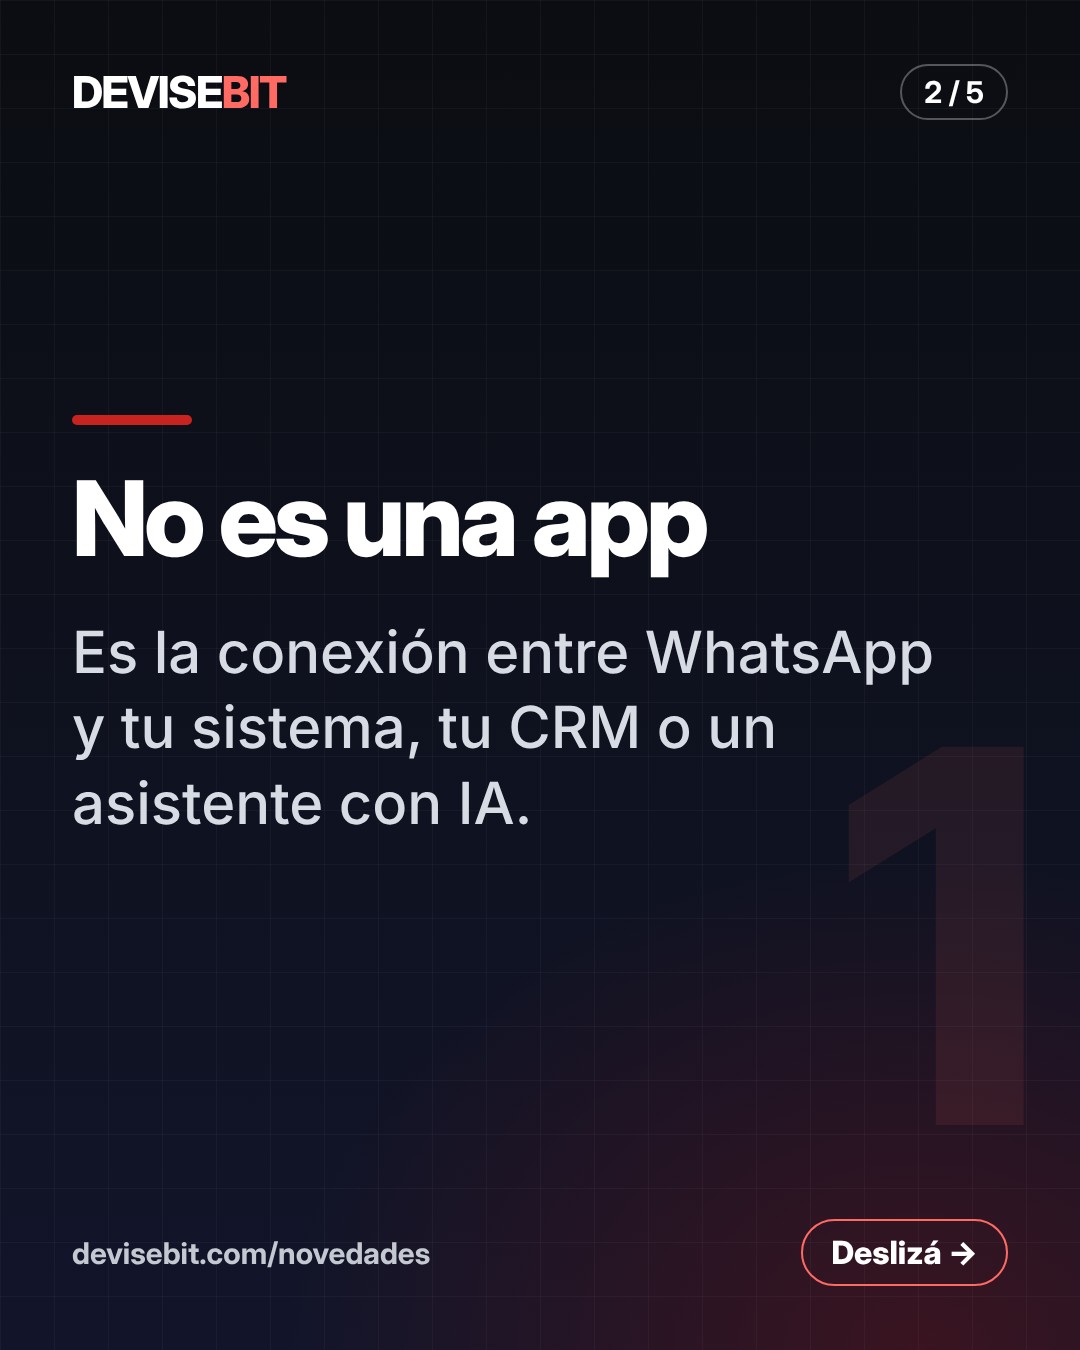 DEVISEBIT
2 / 5
No es una app
Es la conexión entre WhatsApp
y tu sistema, tu CRM o un
asistente con IA.
1
devisebit.com/novedades
Deslizá →